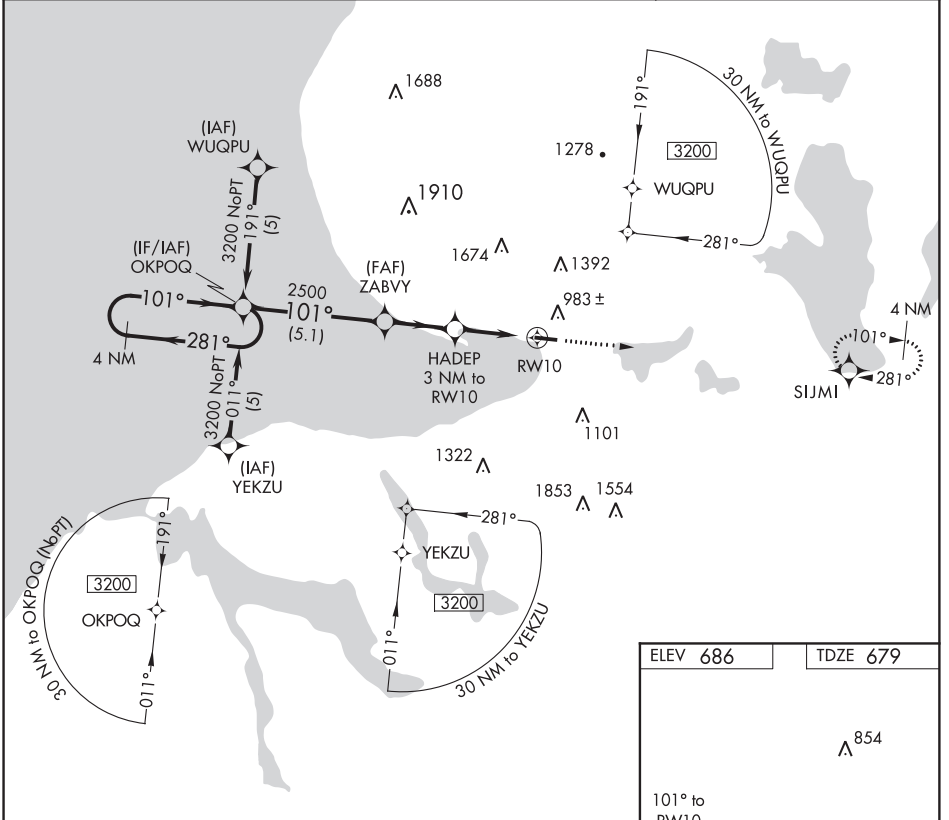 1688
(IAF)
WUQPU
3200 NoPT
191°
(5)
1910
1674
1278
1392
983 ±
191°
30 NM to WUQPU
3200
WUQPU
281°
(IF/IAF)
OKPOQ
101°
281°
4 NM
2500
101°
(5.1)
(FAF)
ZABVY
HADEP
3 NM to
RW10
RW10
4 NM
101°
281°
SIJMI
3200 NoPT
011°
(5)
(IAF)
YEKZU
1101
1322
1853
1554
30 NM to OKPOQ (NoPT)
191°
3200
OKPOQ
011°
281°
YEKZU
3200
011°
30 NM to YEKZU
ELEV 686
TDZE 679
854
101° to
RW10